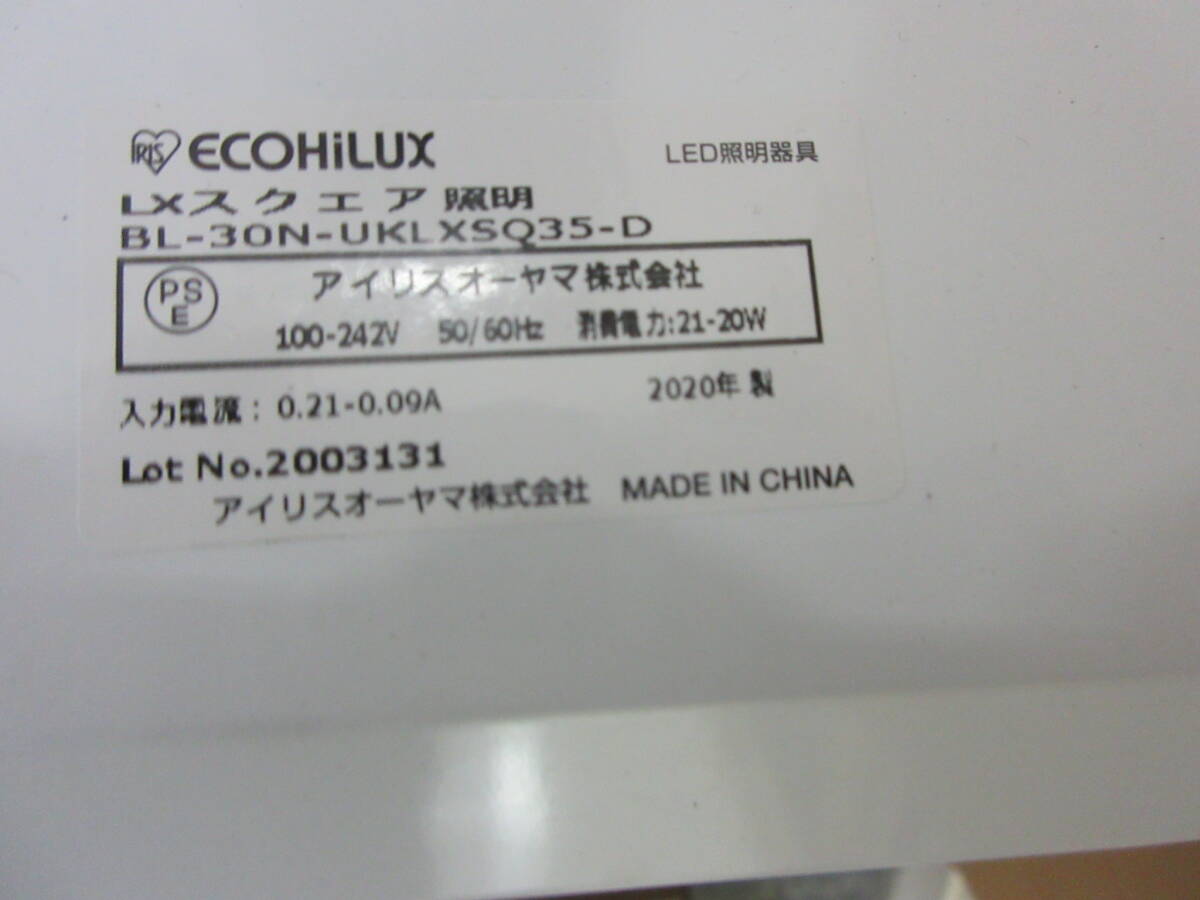 IRIS ECOHiLUX LED照明器具
LXスクエア照明
BL-30N-UKLXSQ35-D
PSE アイリスオーヤマ株式会社
100-242V 50/60Hz 消費電力:21-20W
入力電流: 0.21-0.09A 2020年 製
Lot No.2003131
アイリスオーヤマ株式会社 MADE IN CHINA